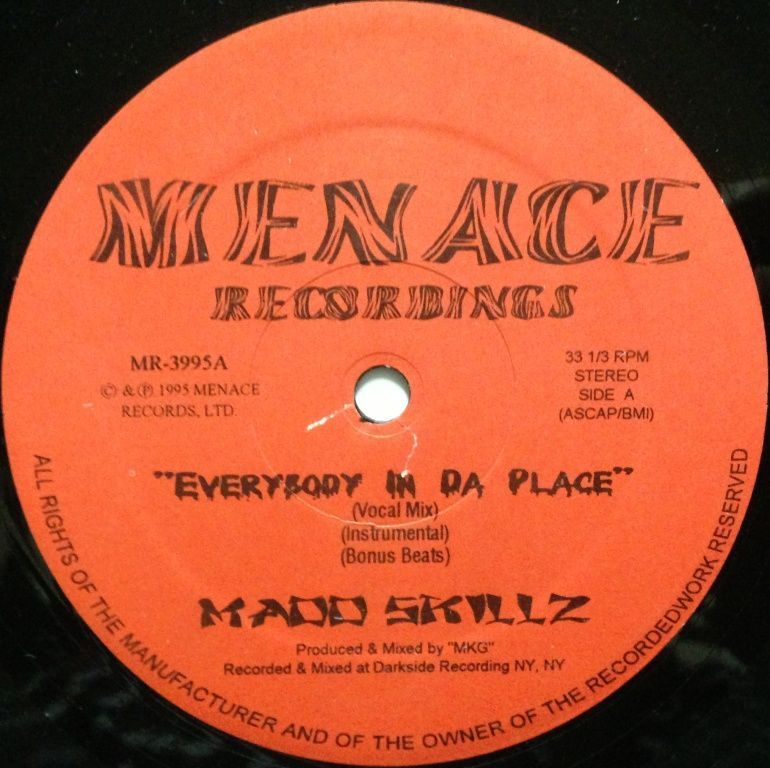 MENACE
RECORDINGS
MR-3995A
© & ℗ 1995 MENACE
RECORDS, LTD.
33 1/3 RPM
STEREO
SIDE A
(ASCAP/BMI)
"EVERYBODY IN DA PLACE"
(Vocal Mix)
(Instrumental)
(Bonus Beats)
MADD SKILLZ
Produced & Mixed by "MKG"
Recorded & Mixed at Darkside Recording NY, NY
ALL RIGHTS OF THE MANUFACTURER AND OF THE OWNER OF THE RECORDEDWORK RESERVED